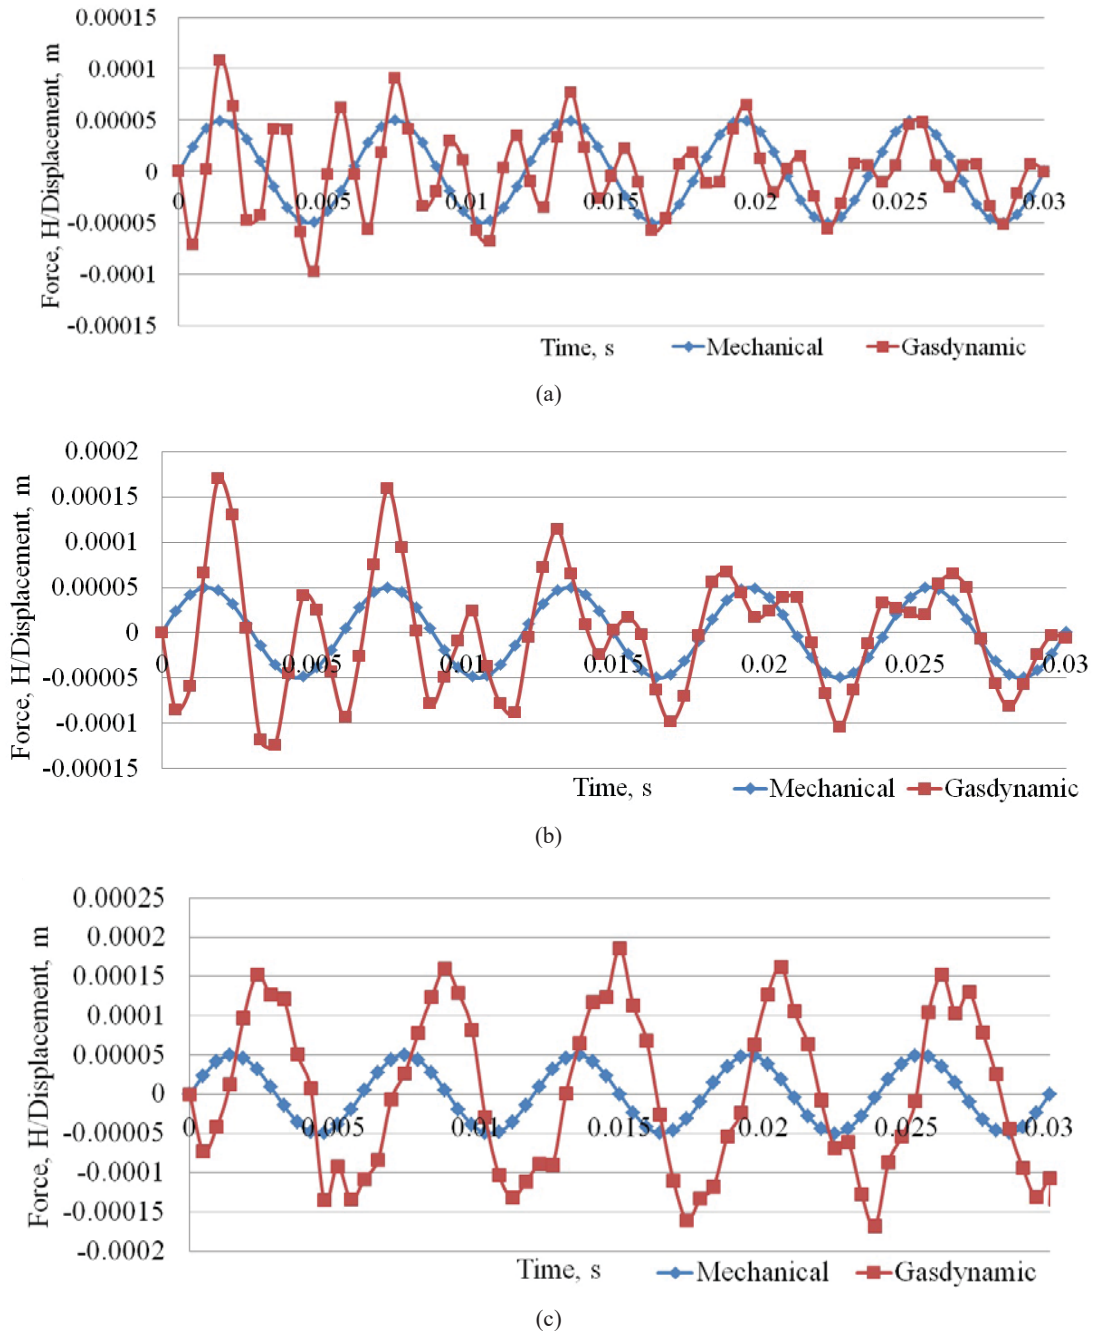 Force, H/Displacement, m
0.00015
0.0001
0.00005
0
-0.00005
-0.0001
-0.00015
0 0.005 0.01 0.015 0.02 0.025 0.03
Time, s Mechanical Gasdynamic
(a)
Force, H/Displacement, m
0.0002
0.00015
0.0001
0.00005
0
-0.00005
-0.0001
-0.00015
0 0.005 0.01 0.015 0.02 0.025 0.03
Time, s Mechanical Gasdynamic
(b)
Force, H/Displacement, m
0.00025
0.0002
0.00015
0.0001
0.00005
0
-0.00005
-0.0001
-0.00015
-0.0002
0 0.005 0.01 0.015 0.02 0.025 0.03
Time, s Mechanical Gasdynamic
(c)